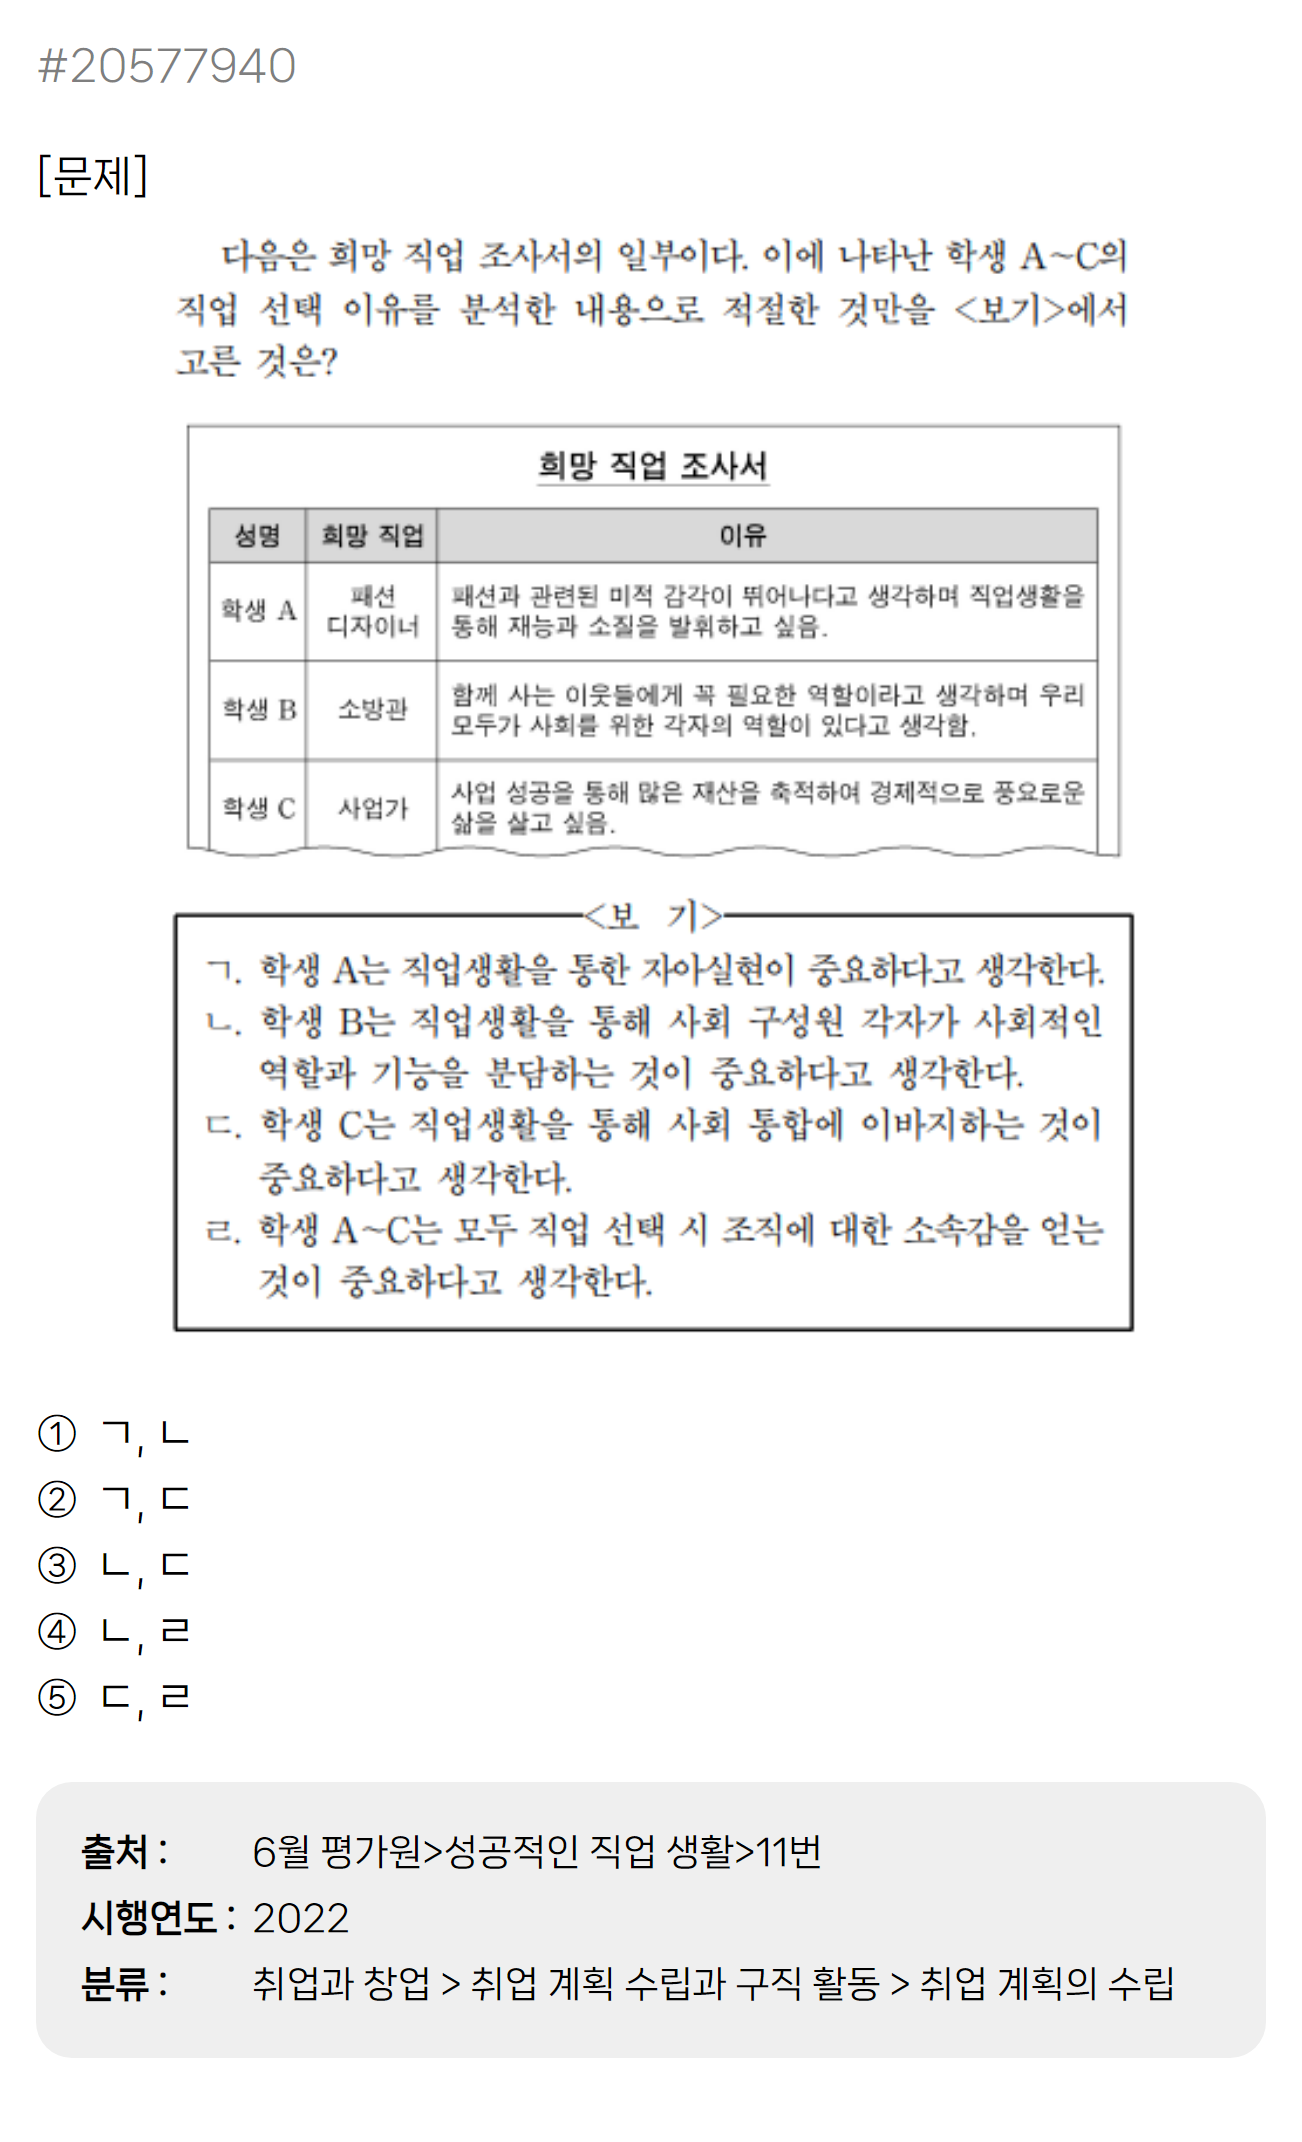 #20577940
[문제]
다음은 희망 직업 조사서의 일부이다. 이에 나타난 학생 A~C의
직업 선택 이유를 분석한 내용으로 적절한 것만을 <보기>에서
고른 것은?
희망 직업 조사서
성명 희망 직업 이유
학생 A 패션 디자이너 패션과 관련된 미적 감각이 뛰어나다고 생각하며 직업생활을
통해 재능과 소질을 발휘하고 싶음.
학생 B 소방관 함께 사는 이웃들에게 꼭 필요한 역할이라고 생각하며 우리
모두가 사회를 위한 각자의 역할이 있다고 생각함.
학생 C 사업가 사업 성공을 통해 많은 재산을 축적하여 경제적으로 풍요로운
삶을 살고 싶음.
<보 기>
ㄱ. 학생 A는 직업생활을 통한 자아실현이 중요하다고 생각한다.
ㄴ. 학생 B는 직업생활을 통해 사회 구성원 각자가 사회적인
역할과 기능을 분담하는 것이 중요하다고 생각한다.
ㄷ. 학생 C는 직업생활을 통해 사회 통합에 이바지하는 것이
중요하다고 생각한다.
ㄹ. 학생 A~C는 모두 직업 선택 시 조직에 대한 소속감을 얻는
것이 중요하다고 생각한다.
① ㄱ, ㄴ
② ㄱ, ㄷ
③ ㄴ, ㄷ
④ ㄴ, ㄹ
⑤ ㄷ, ㄹ
출처 : 6월 평가원>성공적인 직업 생활>11번
시행연도 : 2022
분류 : 취업과 창업 > 취업 계획 수립과 구직 활동 > 취업 계획의 수립